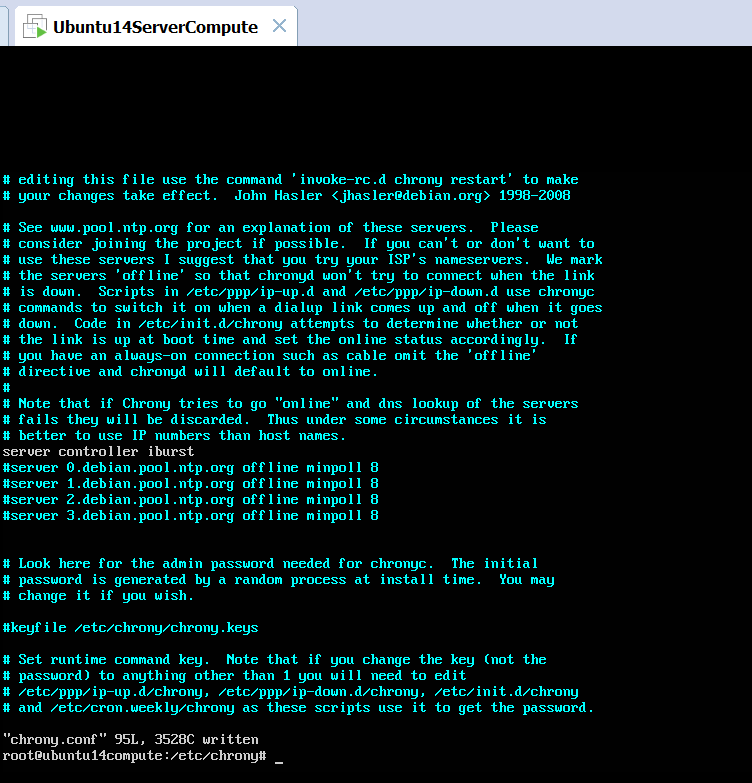 Ubuntu14ServerCompute
# editing this file use the command 'invoke-rc.d chrony restart' to make
# your changes take effect.  John Hasler <jhasler@debian.org> 1998-2008
# See www.pool.ntp.org for an explanation of these servers.  Please
# consider joining the project if possible.  If you can't or don't want to
# use these servers I suggest that you try your ISP's nameservers.  We mark
# the servers 'offline' so that chronyd won't try to connect when the link
# is down.  Scripts in /etc/ppp/ip-up.d and /etc/ppp/ip-down.d use chronyc
# commands to switch it on when a dialup link comes up and off when it goes
# down.  Code in /etc/init.d/chrony attempts to determine whether or not
# the link is up at boot time and set the online status accordingly.  If
# you have an always-on connection such as cable omit the 'offline'
# directive and chronyd will default to online.
#
# Note that if Chrony tries to go "online" and dns lookup of the servers
# fails they will be discarded.  Thus under some circumstances it is
# better to use IP numbers than host names.
server controller iburst
#server 0.debian.pool.ntp.org offline minpoll 8
#server 1.debian.pool.ntp.org offline minpoll 8
#server 2.debian.pool.ntp.org offline minpoll 8
#server 3.debian.pool.ntp.org offline minpoll 8
# Look here for the admin password needed for chronyc.  The initial
# password is generated by a random process at install time.  You may
# change it if you wish.
#keyfile /etc/chrony/chrony.keys
# Set runtime command key.  Note that if you change the key (not the
# password) to anything other than 1 you will need to edit
# /etc/ppp/ip-up.d/chrony, /etc/ppp/ip-down.d/chrony, /etc/init.d/chrony
# and /etc/cron.weekly/chrony as these scripts use it to get the password.
"chrony.conf" 95L, 3528C written
root@ubuntu14compute:/etc/chrony# _